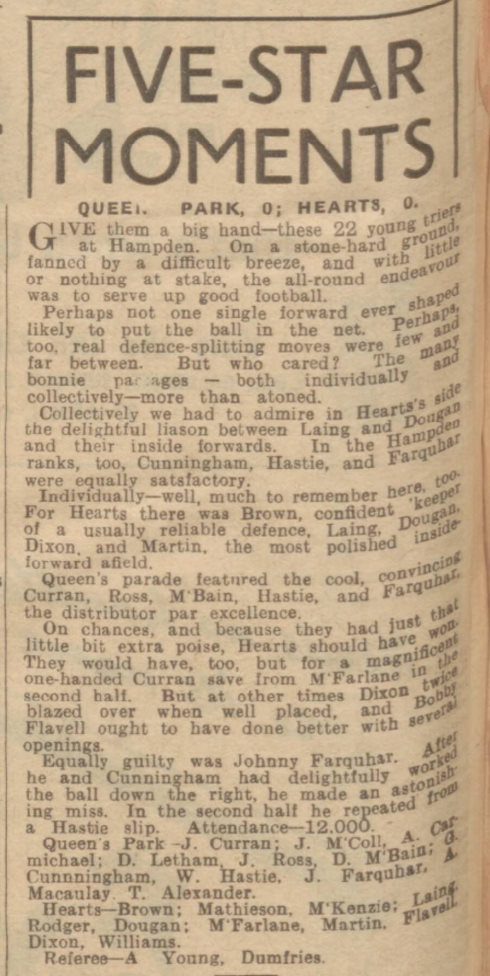 FIVE-STAR
MOMENTS
QUEEN. PARK, 0; HEARTS, 0.
GIVE them a big hand—these 22 young triers
at Hampden. On a stone-hard ground,
fanned by a difficult breeze, and with little
or nothing at stake, the all-round endeavour
was to serve up good football.
Perhaps not one single forward ever shaped
likely to put the ball in the net. Perhaps,
too, real defence-splitting moves were few and
far between. But who cared? The many
bonnie passages — both individually and
collectively—more than atoned.
Collectively we had to admire in Hearts's side
the delightful liason between Laing and Dougan
and their inside forwards. In the Hampden
ranks, too, Cunningham, Hastie, and Farquhar
were equally satsfactory.
Individually—well, much to remember here, too-
For Hearts there was Brown, confident 'keeper
of a usually reliable defence, Laing, Dougan,
Dixon, and Martin, the most polished inside-
forward afield.
Queen's parade featured the cool, convincing
Curran, Ross, M'Bain, Hastie, and Farquhar,
the distributor par excellence.
On chances, and because they had just that
little bit extra poise, Hearts should have won.
They would have, too, but for a magnificent
one-handed Curran save from M'Farlane in the
second half. But at other times Dixon twice
blazed over when well placed, and Bobby
Flavell ought to have done better with several
openings.
Equally guilty was Johnny Farquhar. After
he and Cunningham had delightfully worked
the ball down the right, he made an astonish-
ing miss. In the second half he repeated from
a Hastie slip. Attendance—12.000.
Queen's Park—J. Curran; J. M'Coll, A. Car-
michael; D. Letham, J. Ross, D. M'Bain; G.
Cunnningham, W. Hastie, J. Farquhar, A.
Macaulay, T. Alexander.
Hearts—Brown; Mathieson, M'Kenzie; Laing,
Rodger, Dougan; M'Farlane, Martin, Flavell,
Dixon, Williams.
Referee—A Young, Dumfries.